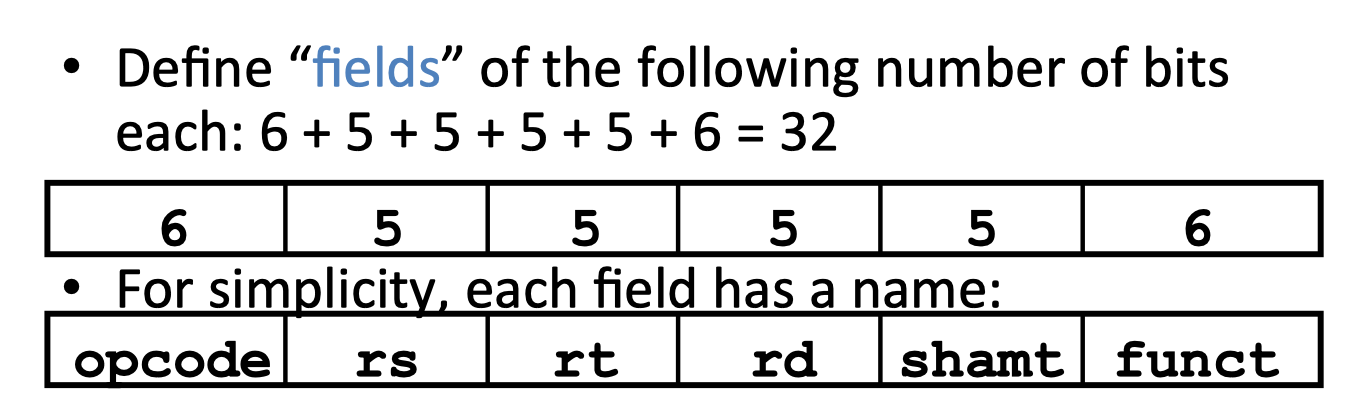 • Define “fields” of the following number of bits
each: 6 + 5 + 5 + 5 + 5 + 6 = 32
6 5 5 5 5 6
• For simplicity, each field has a name:
opcode rs rt rd shamt funct